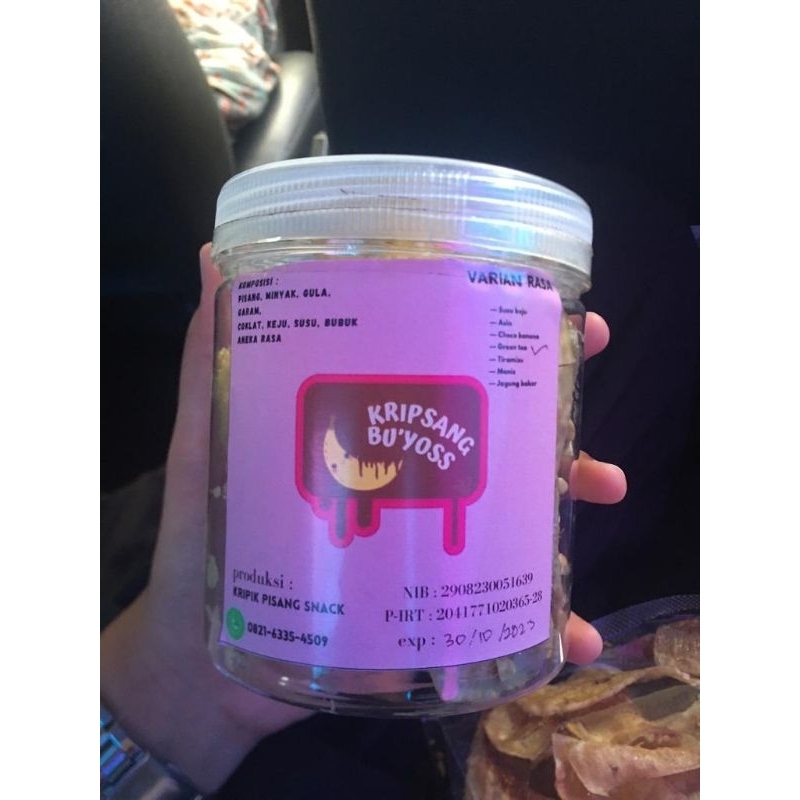 KOMPOSISI :
PISANG, MINYAK, GULA,
GARAM,
COKLAT, KEJU, SUSU, BUBUK
ANEKA RASA
VARIAN RASA
— Susu keju
— Asin
— Choco banana
— Green tea
— Tiramisu
— Manis
— Jagung bakar
KRIPSANG
BU'YOSS
produksi :
KRIPIK PISANG SNACK
0821-6335-4509
NIB : 2908230051639
P-IRT : 2041771020365-28
exp : 30/10/2023